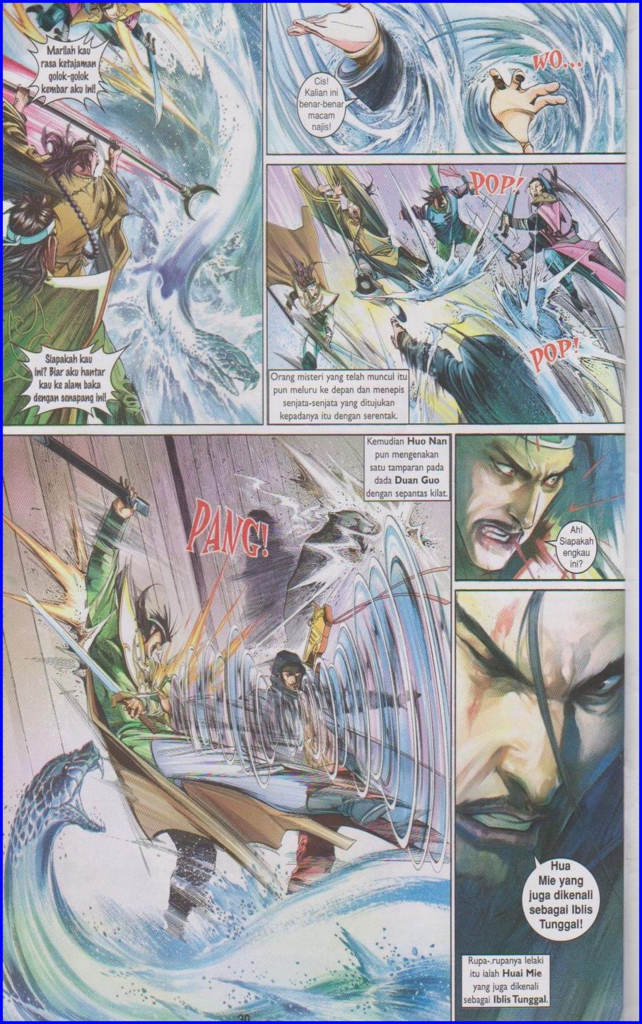 Marilah kau
rasa ketajaman
golok-golok
kembar aku ini!!
Siapakah kau
ini? Biar aku hantar
kau ke alam baka
dengan senapang ini!!
Cis!
Kalian ini
benar-benar
macam
najis!
WO...
POP!
POP!
Orang misteri yang telah muncul itu
pun meluru ke depan dan menepis
senjata-senjata yang ditujukan
kepadanya itu dengan serentak.
Kemudian Huo Nan
pun mengenakan
satu tamparan pada
dada Duan Guo
dengan sepantas kilat.
PANG!
Ah!
Siapakah
engkau
ini?
Hua
Mie yang
juga dikenali
sebagai Iblis
Tunggal!
Rupa-.rupanya lelaki
itu ialah Huai Mie
yang juga dikenali
sebagai Iblis Tunggal.